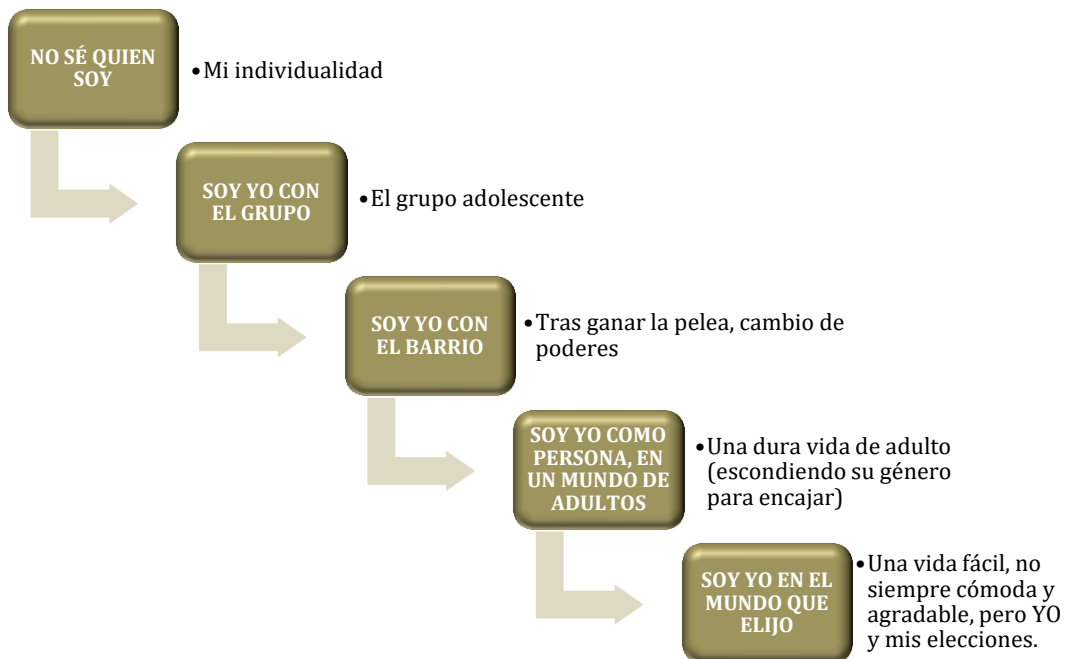 NO SÉ QUIEN
SOY
•Mi individualidad
SOY YO CON
EL GRUPO
•El grupo adolescente
SOY YO CON
EL BARRIO
•Tras ganar la pelea, cambio de
poderes
SOY YO COMO
PERSONA, EN
UN MUNDO DE
ADULTOS
•Una dura vida de adulto
(escondiendo su género
para encajar)
SOY YO EN EL
MUNDO QUE
ELIJO
•Una vida fácil, no
siempre cómoda y
agradable, pero YO
y mis elecciones.